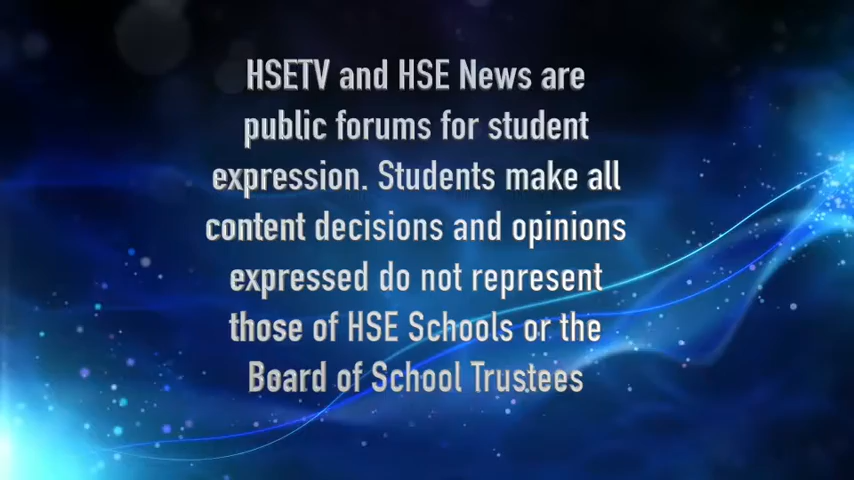 HSETV and HSE News are
public forums for student
expression. Students make all
content decisions and opinions
expressed do not represent
those of HSE Schools or the
Board of School Trustees